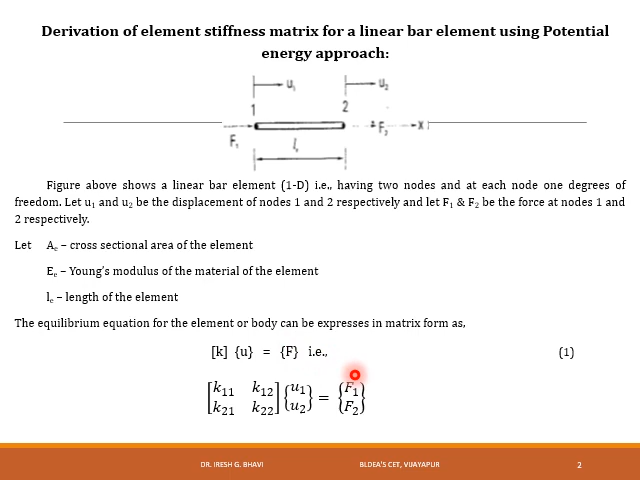 Derivation of element stiffness matrix for a linear bar element using Potential
energy approach:
u₁ u₂
1 2
F₁ F₂ x
l
Figure above shows a linear bar element (1-D) i.e., having two nodes and at each node one degrees of
freedom. Let u₁ and u₂ be the displacement of nodes 1 and 2 respectively and let F₁ & F₂ be the force at nodes 1 and
2 respectively.
Let Aₑ – cross sectional area of the element
Eₑ – Young's modulus of the material of the element
lₑ – length of the element
The equilibrium equation for the element or body can be expresses in matrix form as,
[k] {u} = {F} i.e., (1)
[k₁₁ k₁₂] {u₁} = {F₁}
[k₂₁ k₂₂] {u₂} {F₂}
DR. IRESH G. BHAVI BLDEA'S CET, VIJAYAPUR 2